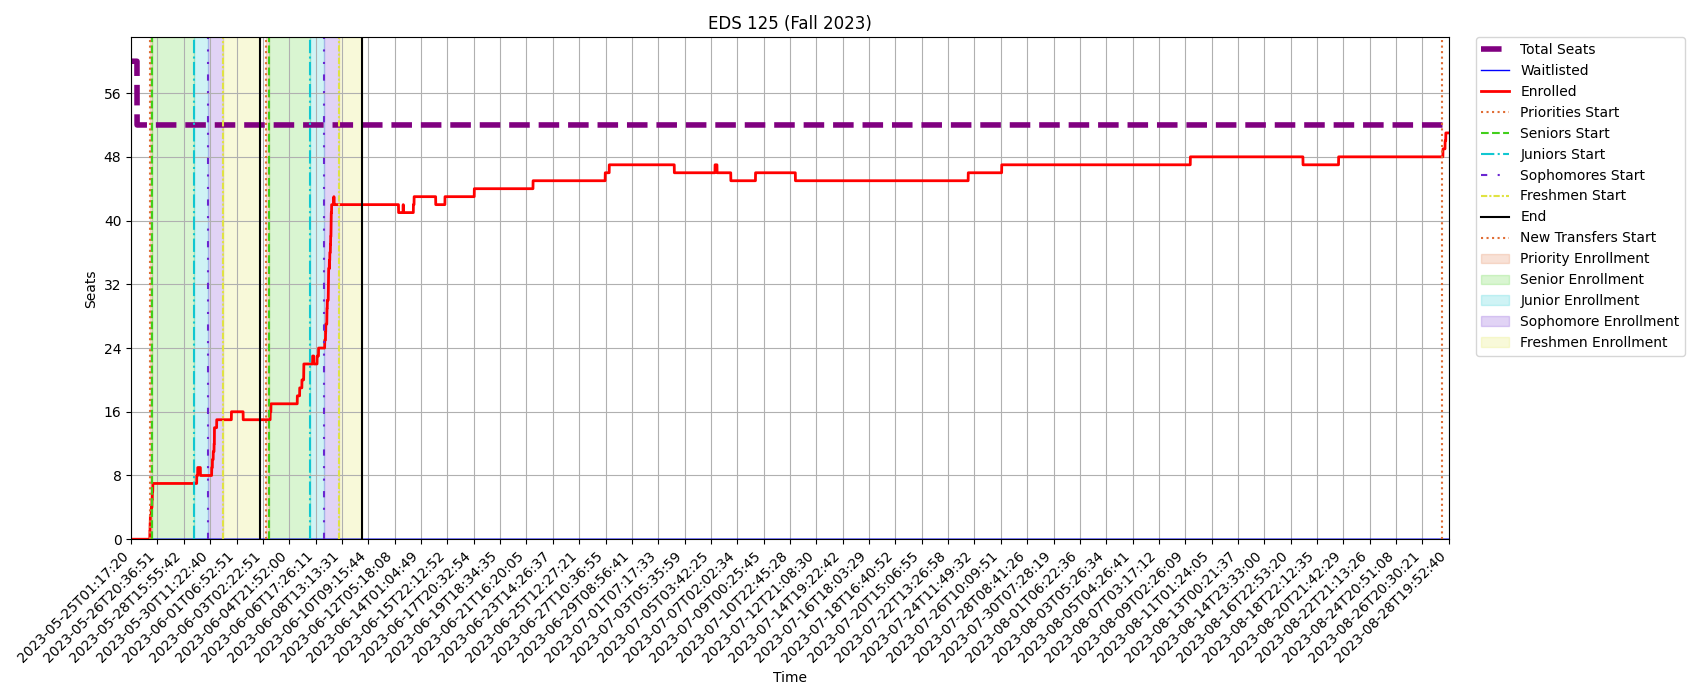 EDS 125 (Fall 2023)
Seats
56
48
40
32
24
16
8
0
2023-05-25T01:17:20
2023-05-26T20:36:51
2023-05-28T15:55:42
2023-05-30T11:22:40
2023-06-01T06:52:51
2023-06-03T02:22:51
2023-06-04T21:52:00
2023-06-06T17:26:11
2023-06-08T13:13:31
2023-06-10T09:15:44
2023-06-12T05:18:08
2023-06-14T01:04:49
2023-06-15T22:12:52
2023-06-17T20:32:54
2023-06-19T18:34:35
2023-06-21T16:20:05
2023-06-23T14:26:37
2023-06-25T12:27:21
2023-06-27T10:36:55
2023-06-29T08:56:41
2023-07-01T07:17:33
2023-07-03T05:35:59
2023-07-05T03:42:25
2023-07-07T02:02:34
2023-07-09T00:25:45
2023-07-10T22:45:28
2023-07-12T21:08:30
2023-07-14T19:22:42
2023-07-16T18:03:29
2023-07-18T16:40:52
2023-07-20T15:06:55
2023-07-22T13:26:58
2023-07-24T11:49:32
2023-07-26T10:09:51
2023-07-28T08:41:26
2023-07-30T07:28:19
2023-08-01T06:22:36
2023-08-03T05:26:34
2023-08-05T04:26:41
2023-08-07T03:17:12
2023-08-09T02:26:09
2023-08-11T01:24:05
2023-08-13T00:21:37
2023-08-14T23:33:00
2023-08-16T22:53:20
2023-08-18T22:12:35
2023-08-20T21:42:29
2023-08-22T21:13:26
2023-08-24T20:51:08
2023-08-26T20:30:21
2023-08-28T19:52:40
Time
Total Seats
Waitlisted
Enrolled
Priorities Start
Seniors Start
Juniors Start
Sophomores Start
Freshmen Start
End
New Transfers Start
Priority Enrollment
Senior Enrollment
Junior Enrollment
Sophomore Enrollment
Freshmen Enrollment